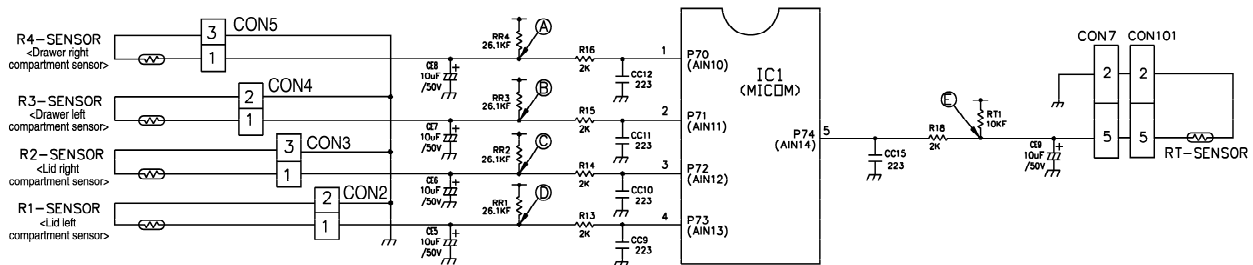 R4-SENSOR
<Drawer right
compartment sensor>
3
1
CON5
R3-SENSOR
<Drawer left
compartment sensor>
2
1
CON4
R2-SENSOR
<Lid right
compartment sensor>
3
1
CON3
R1-SENSOR
<Lid left
compartment sensor>
2
1
CON2
CE8
10uF
/50V
RR4
26.1KF
A
R16
2K
CC12
223
1
P70
(AIN10)
CE7
10uF
/50V
RR3
26.1KF
B
R15
2K
CC11
223
2
P71
(AIN11)
CE6
10uF
/50V
RR2
26.1KF
C
R14
2K
CC10
223
3
P72
(AIN12)
CE5
10uF
/50V
RR1
26.1KF
D
R13
2K
CC9
223
4
P73
(AIN13)
IC1
(MICOM)
P74
(AIN14)
5
CC15
223
R18
2K
E
RT1
10KF
CE9
10uF
/50V
CON7
2
5
CON101
2
5
RT-SENSOR